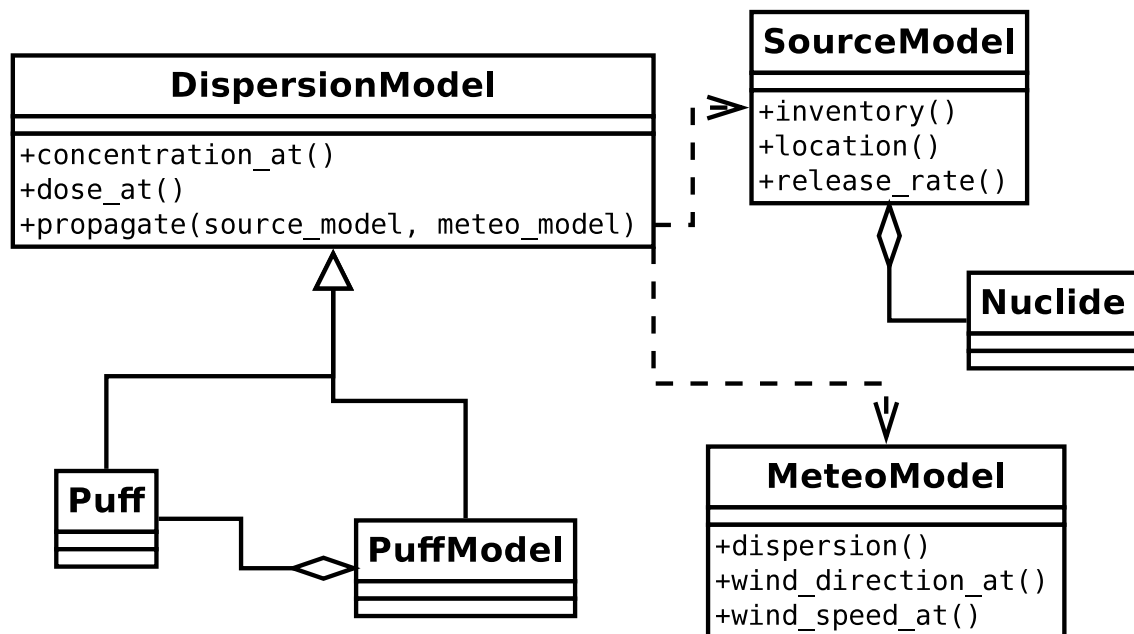 DispersionModel
+concentration_at()
+dose_at()
+propagate(source_model, meteo_model)
SourceModel
+inventory()
+location()
+release_rate()
Nuclide
Puff
PuffModel
MeteoModel
+dispersion()
+wind_direction_at()
+wind_speed_at()